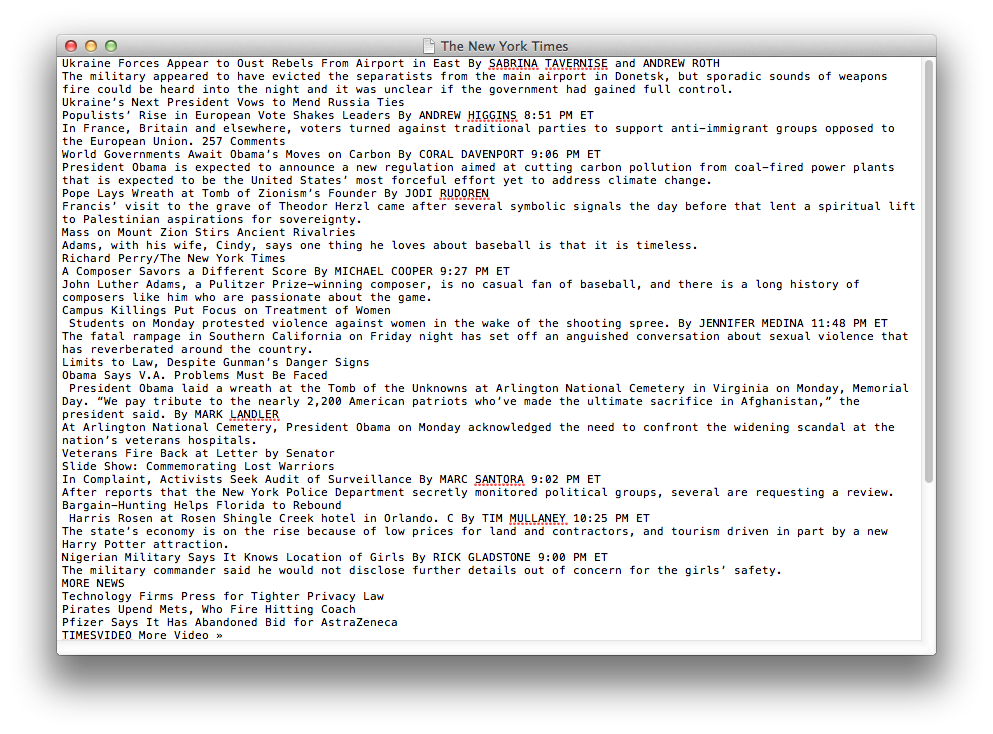 The New York Times
Ukraine Forces Appear to Oust Rebels From Airport in East By SABRINA TAVERNISE and ANDREW ROTH
The military appeared to have evicted the separatists from the main airport in Donetsk, but sporadic sounds of weapons
fire could be heard into the night and it was unclear if the government had gained full control.
Ukraine’s Next President Vows to Mend Russia Ties
Populists’ Rise in European Vote Shakes Leaders By ANDREW HIGGINS 8:51 PM ET
In France, Britain and elsewhere, voters turned against traditional parties to support anti-immigrant groups opposed to
the European Union. 257 Comments
World Governments Await Obama’s Moves on Carbon By CORAL DAVENPORT 9:06 PM ET
President Obama is expected to announce a new regulation aimed at cutting carbon pollution from coal-fired power plants
that is expected to be the United States’ most forceful effort yet to address climate change.
Pope Lays Wreath at Tomb of Zionism’s Founder By JODI RUDOREN
Francis’ visit to the grave of Theodor Herzl came after several symbolic signals the day before that lent a spiritual lift
to Palestinian aspirations for sovereignty.
Mass on Mount Zion Stirs Ancient Rivalries
Adams, with his wife, Cindy, says one thing he loves about baseball is that it is timeless.
Richard Perry/The New York Times
A Composer Savors a Different Score By MICHAEL COOPER 9:27 PM ET
John Luther Adams, a Pulitzer Prize-winning composer, is no casual fan of baseball, and there is a long history of
composers like him who are passionate about the game.
Campus Killings Put Focus on Treatment of Women
Students on Monday protested violence against women in the wake of the shooting spree. By JENNIFER MEDINA 11:48 PM ET
The fatal rampage in Southern California on Friday night has set off an anguished conversation about sexual violence that
has reverberated around the country.
Limits to Law, Despite Gunman’s Danger Signs
Obama Says V.A. Problems Must Be Faced
President Obama laid a wreath at the Tomb of the Unknowns at Arlington National Cemetery in Virginia on Monday, Memorial
Day. “We pay tribute to the nearly 2,200 American patriots who’ve made the ultimate sacrifice in Afghanistan,” the
president said. By MARK LANDLER
At Arlington National Cemetery, President Obama on Monday acknowledged the need to confront the widening scandal at the
nation’s veterans hospitals.
Veterans Fire Back at Letter by Senator
Slide Show: Commemorating Lost Warriors
In Complaint, Activists Seek Audit of Surveillance By MARC SANTORA 9:02 PM ET
After reports that the New York Police Department secretly monitored political groups, several are requesting a review.
Bargain-Hunting Helps Florida to Rebound
Harris Rosen at Rosen Shingle Creek hotel in Orlando. C By TIM MULLANEY 10:25 PM ET
The state’s economy is on the rise because of low prices for land and contractors, and tourism driven in part by a new
Harry Potter attraction.
Nigerian Military Says It Knows Location of Girls By RICK GLADSTONE 9:00 PM ET
The military commander said he would not disclose further details out of concern for the girls’ safety.
MORE NEWS
Technology Firms Press for Tighter Privacy Law
Pirates Upend Mets, Who Fire Hitting Coach
Pfizer Says It Has Abandoned Bid for AstraZeneca
TIMESVIDEO More Video »